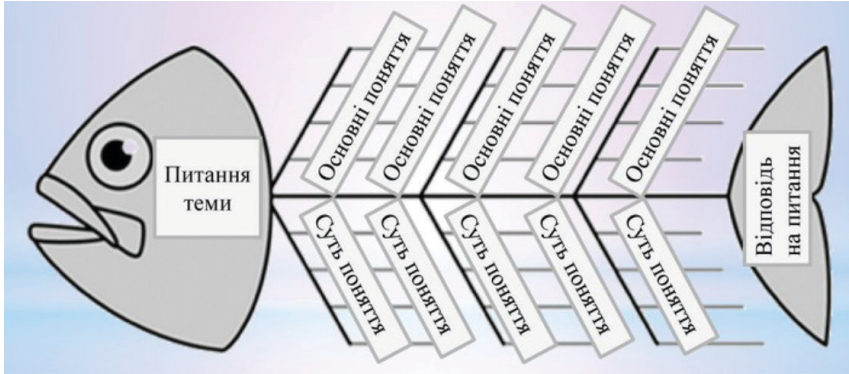 Питання
теми
Основні поняття
Основні поняття
Основні поняття
Основні поняття
Основні поняття
Суть поняття
Суть поняття
Суть поняття
Суть поняття
Суть поняття
Відповідь
на питання